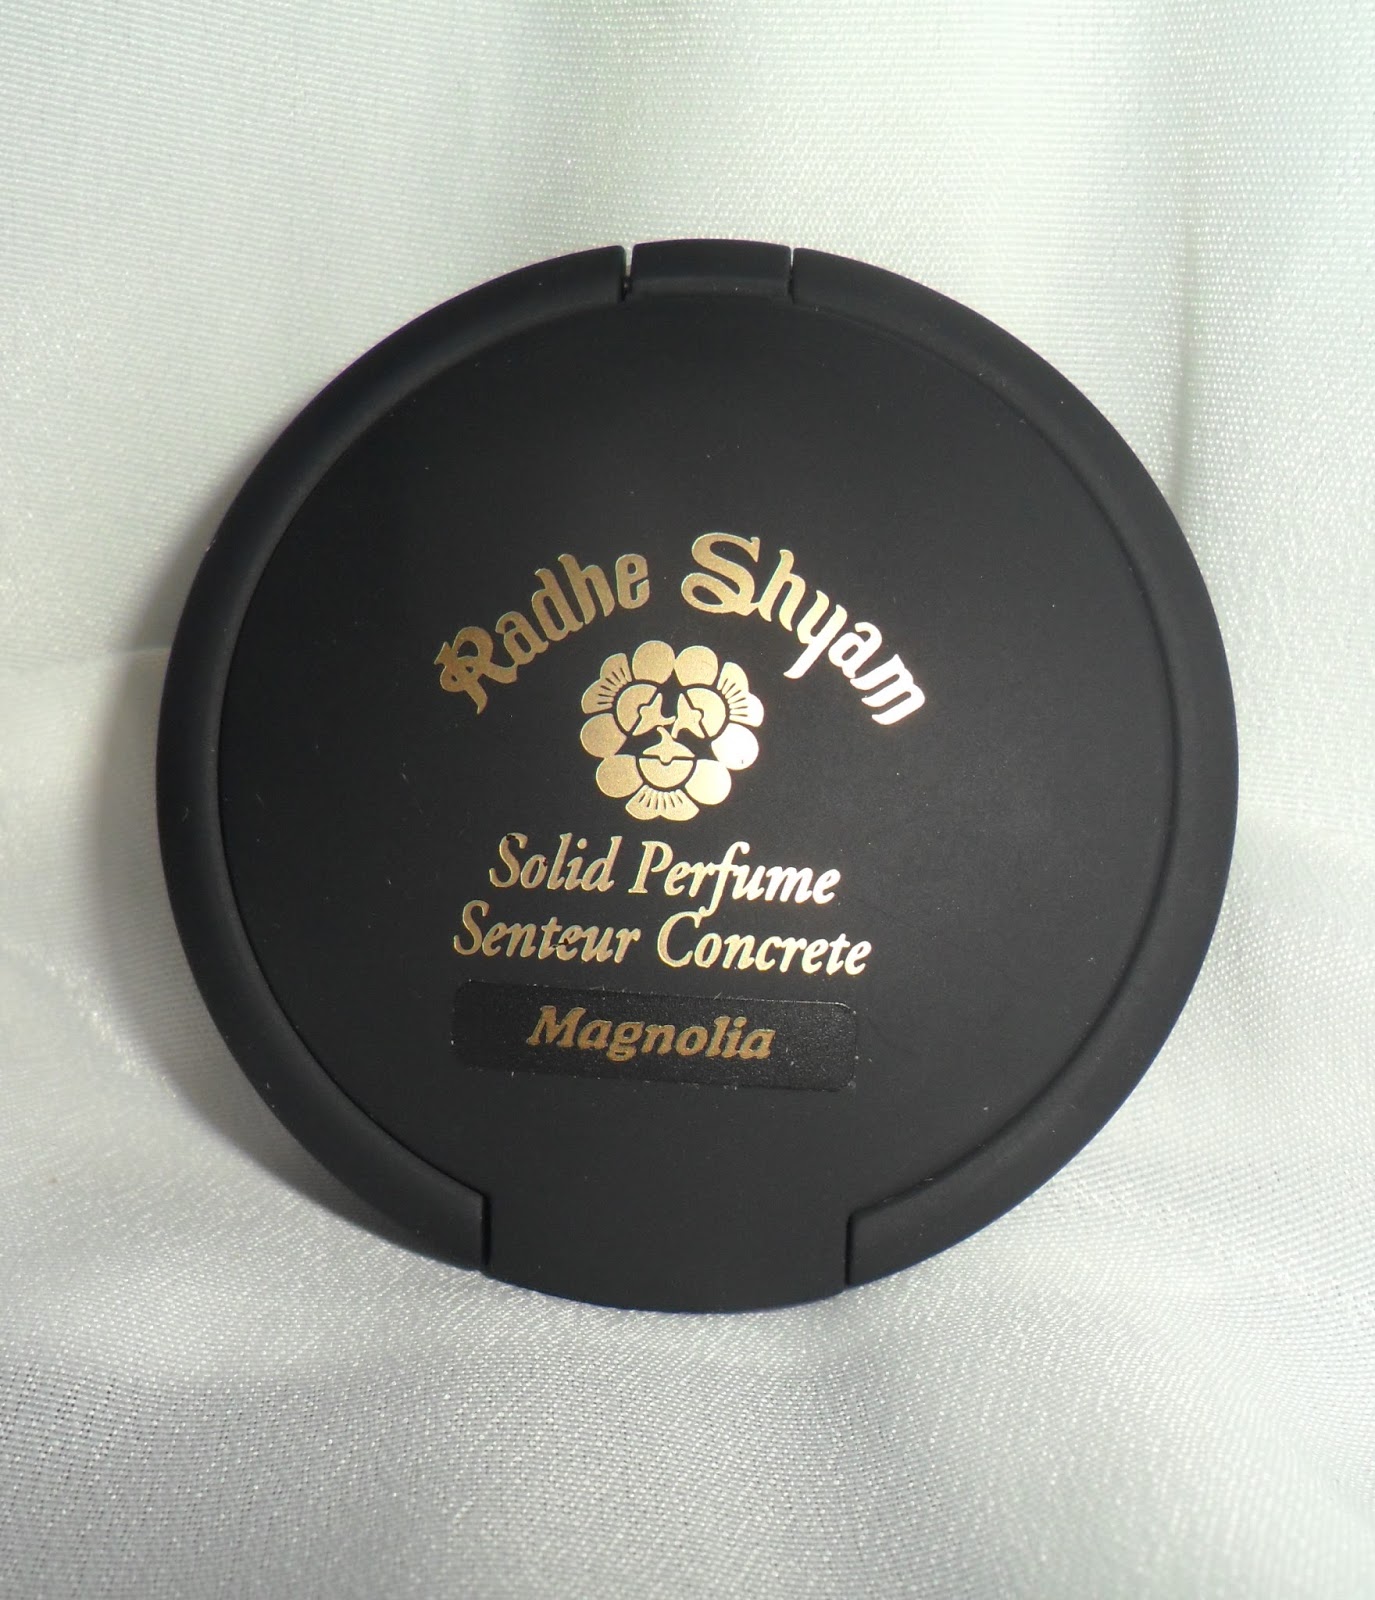 Radhe Shyam
Solid Perfume
Senteur Concrete
Magnolia